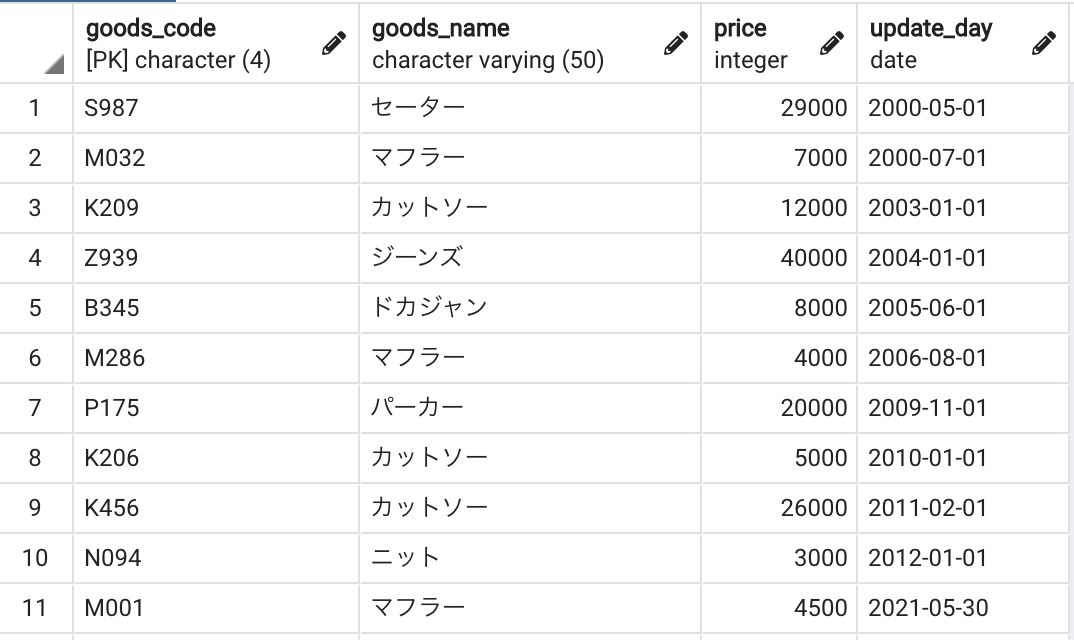 goods_code goods_name price update_day
[PK] character (4) character varying (50) integer date
1 S987 セーター 29000 2000-05-01
2 M032 マフラー 7000 2000-07-01
3 K209 カットソー 12000 2003-01-01
4 Z939 ジーンズ 40000 2004-01-01
5 B345 ドカジャン 8000 2005-06-01
6 M286 マフラー 4000 2006-08-01
7 P175 パーカー 20000 2009-11-01
8 K206 カットソー 5000 2010-01-01
9 K456 カットソー 26000 2011-02-01
10 N094 ニット 3000 2012-01-01
11 M001 マフラー 4500 2021-05-30